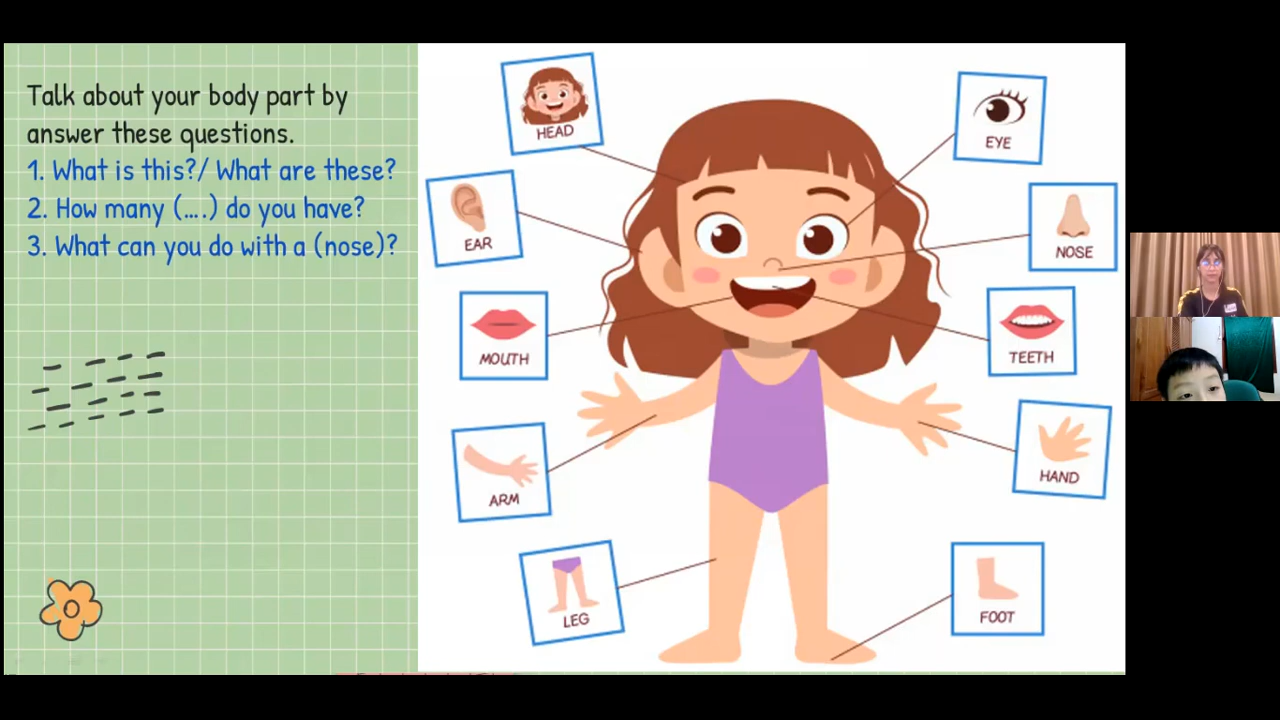 Talk about your body part by
answer these questions.
1. What is this?/ What are these?
2. How many (....) do you have?
3. What can you do with a (nose)?
HEAD
EYE
EAR
NOSE
MOUTH
TEETH
ARM
HAND
LEG
FOOT